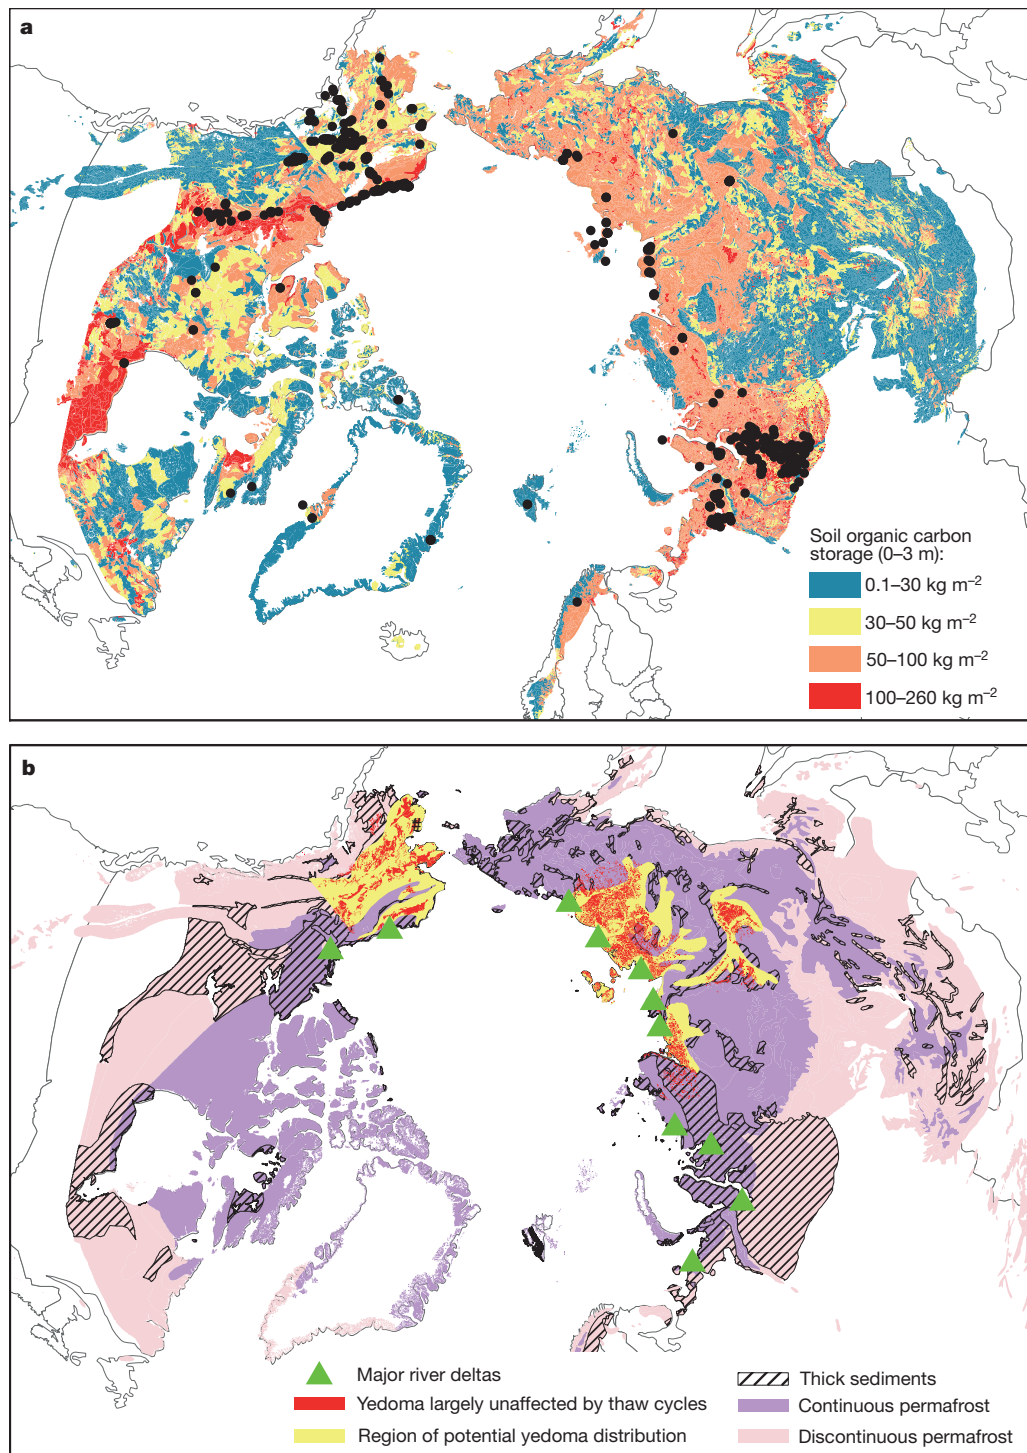 a
Soil organic carbon
storage (0–3 m):
0.1–30 kg m⁻²
30–50 kg m⁻²
50–100 kg m⁻²
100–260 kg m⁻²
b
Major river deltas
Yedoma largely unaffected by thaw cycles
Region of potential yedoma distribution
Thick sediments
Continuous permafrost
Discontinuous permafrost